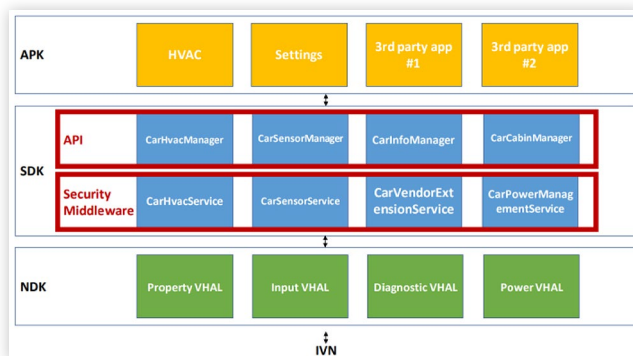 APK
HVAC
Settings
3rd party app
#1
3rd party app
#2
SDK
API
CarHvacManager
CarSensorManager
CarInfoManager
CarCabinManager
Security
Middleware
CarHvacService
CarSensorService
CarVendorExt
ensionService
CarPowerManag
ementService
NDK
Property VHAL
Input VHAL
Diagnostic VHAL
Power VHAL
IVN